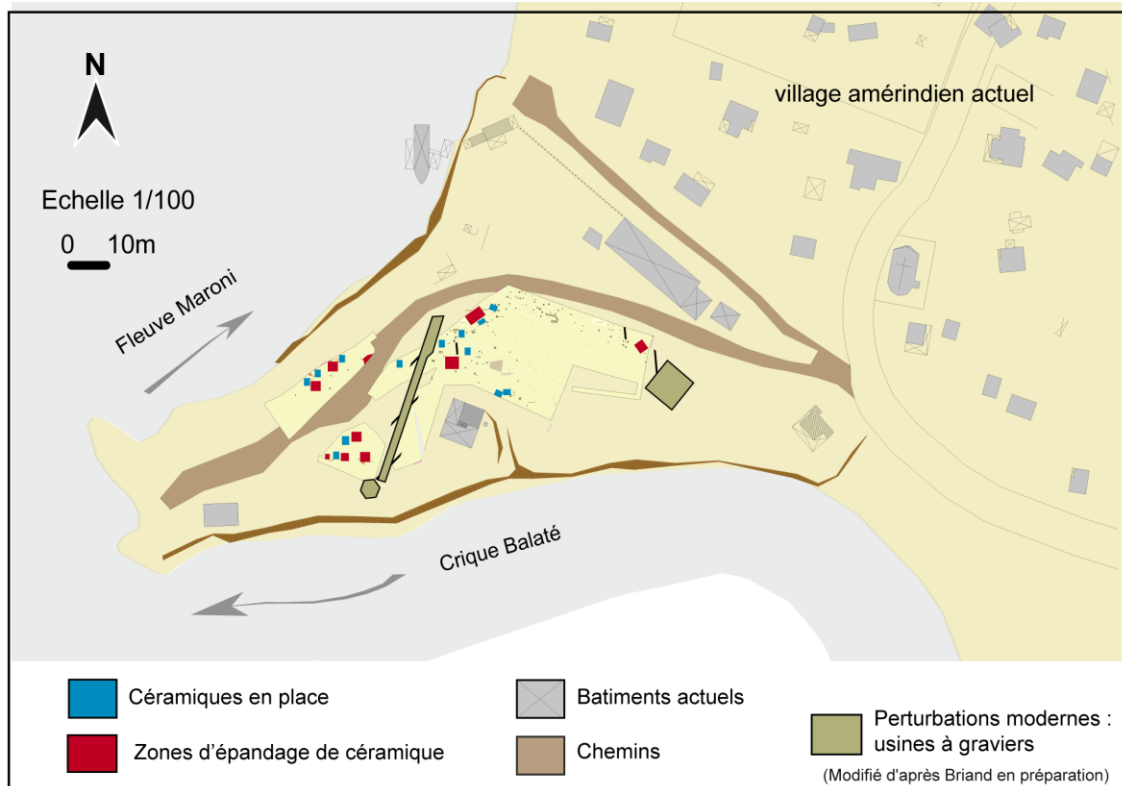 N
village amérindien actuel
Echelle 1/100
0 10m
Fleuve Maroni
Crique Balaté
Céramiques en place
Zones d'épandage de céramique
Batiments actuels
Chemins
Perturbations modernes :
usines à graviers
(Modifié d'après Briand en préparation)